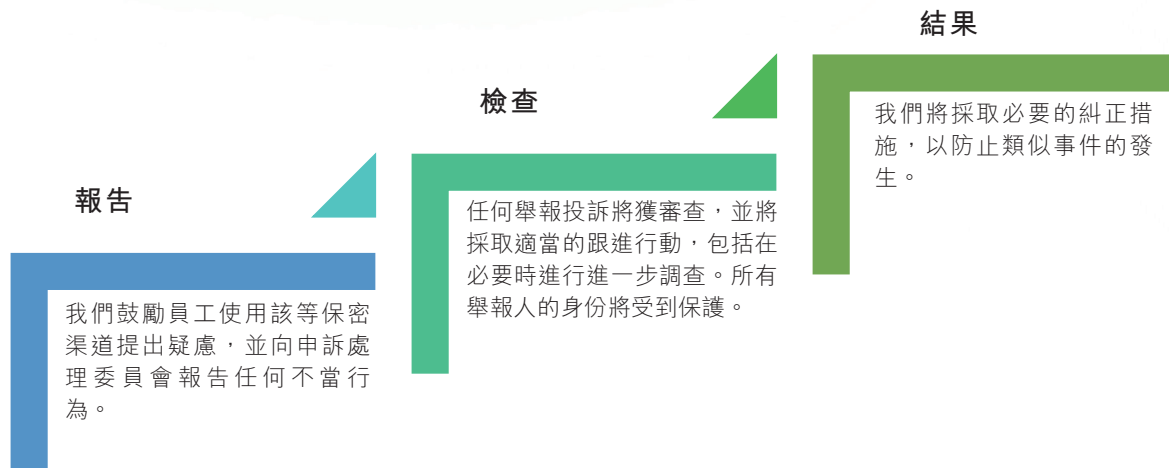 報告
我們鼓勵員工使用該等保密
渠道提出疑慮，並向申訴處
理委員會報告任何不當行
為。
檢查
任何舉報投訴將獲審查，並將
採取適當的跟進行動，包括在
必要時進行進一步調查。所有
舉報人的身份將受到保護。
結果
我們將採取必要的糾正措
施，以防止類似事件的發
生。